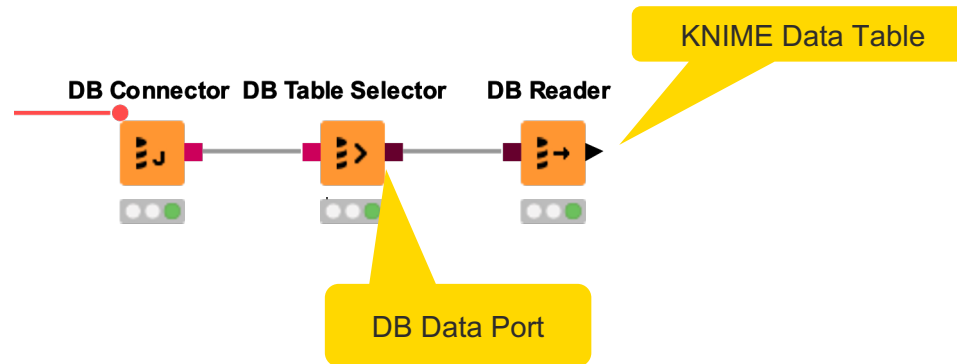 KNIME Data Table
DB Connector
DB Table Selector
DB Reader
J
DB Data Port